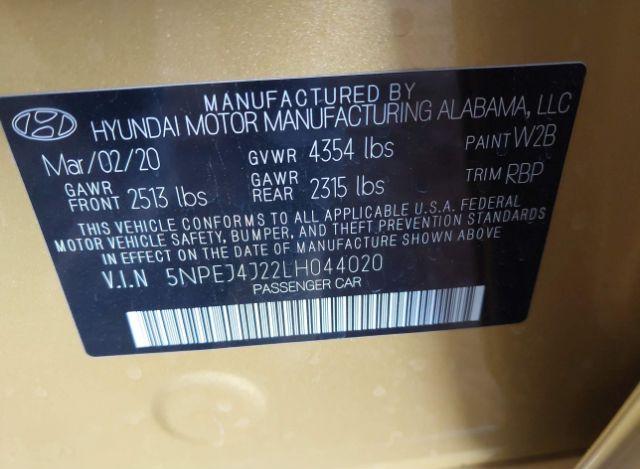 MANUFACTURED BY
HYUNDAI MOTOR MANUFACTURING ALABAMA, LLC
Mar/02/20 GVWR 4354 lbs PAINT W2B
GAWR FRONT 2513 lbs GAWR REAR 2315 lbs TRIM RBP
THIS VEHICLE CONFORMS TO ALL APPLICABLE U.S.A. FEDERAL
MOTOR VEHICLE SAFETY, BUMPER, AND THEFT PREVENTION STANDARDS
IN EFFECT ON THE DATE OF MANUFACTURE SHOWN ABOVE
V.I.N 5NPEJ4J22LH044020
PASSENGER CAR